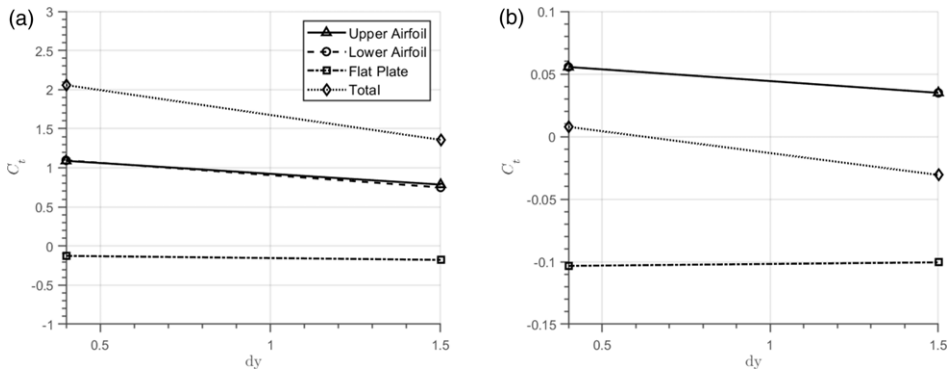 (a)
3
2.5
2
1.5
1
0.5
0
-0.5
-1
C_t
0.5
1
1.5
dy
Upper Airfoil
Lower Airfoil
Flat Plate
Total
(b)
0.1
0.05
0
-0.05
-0.1
-0.15
C_t
0.5
1
1.5
dy